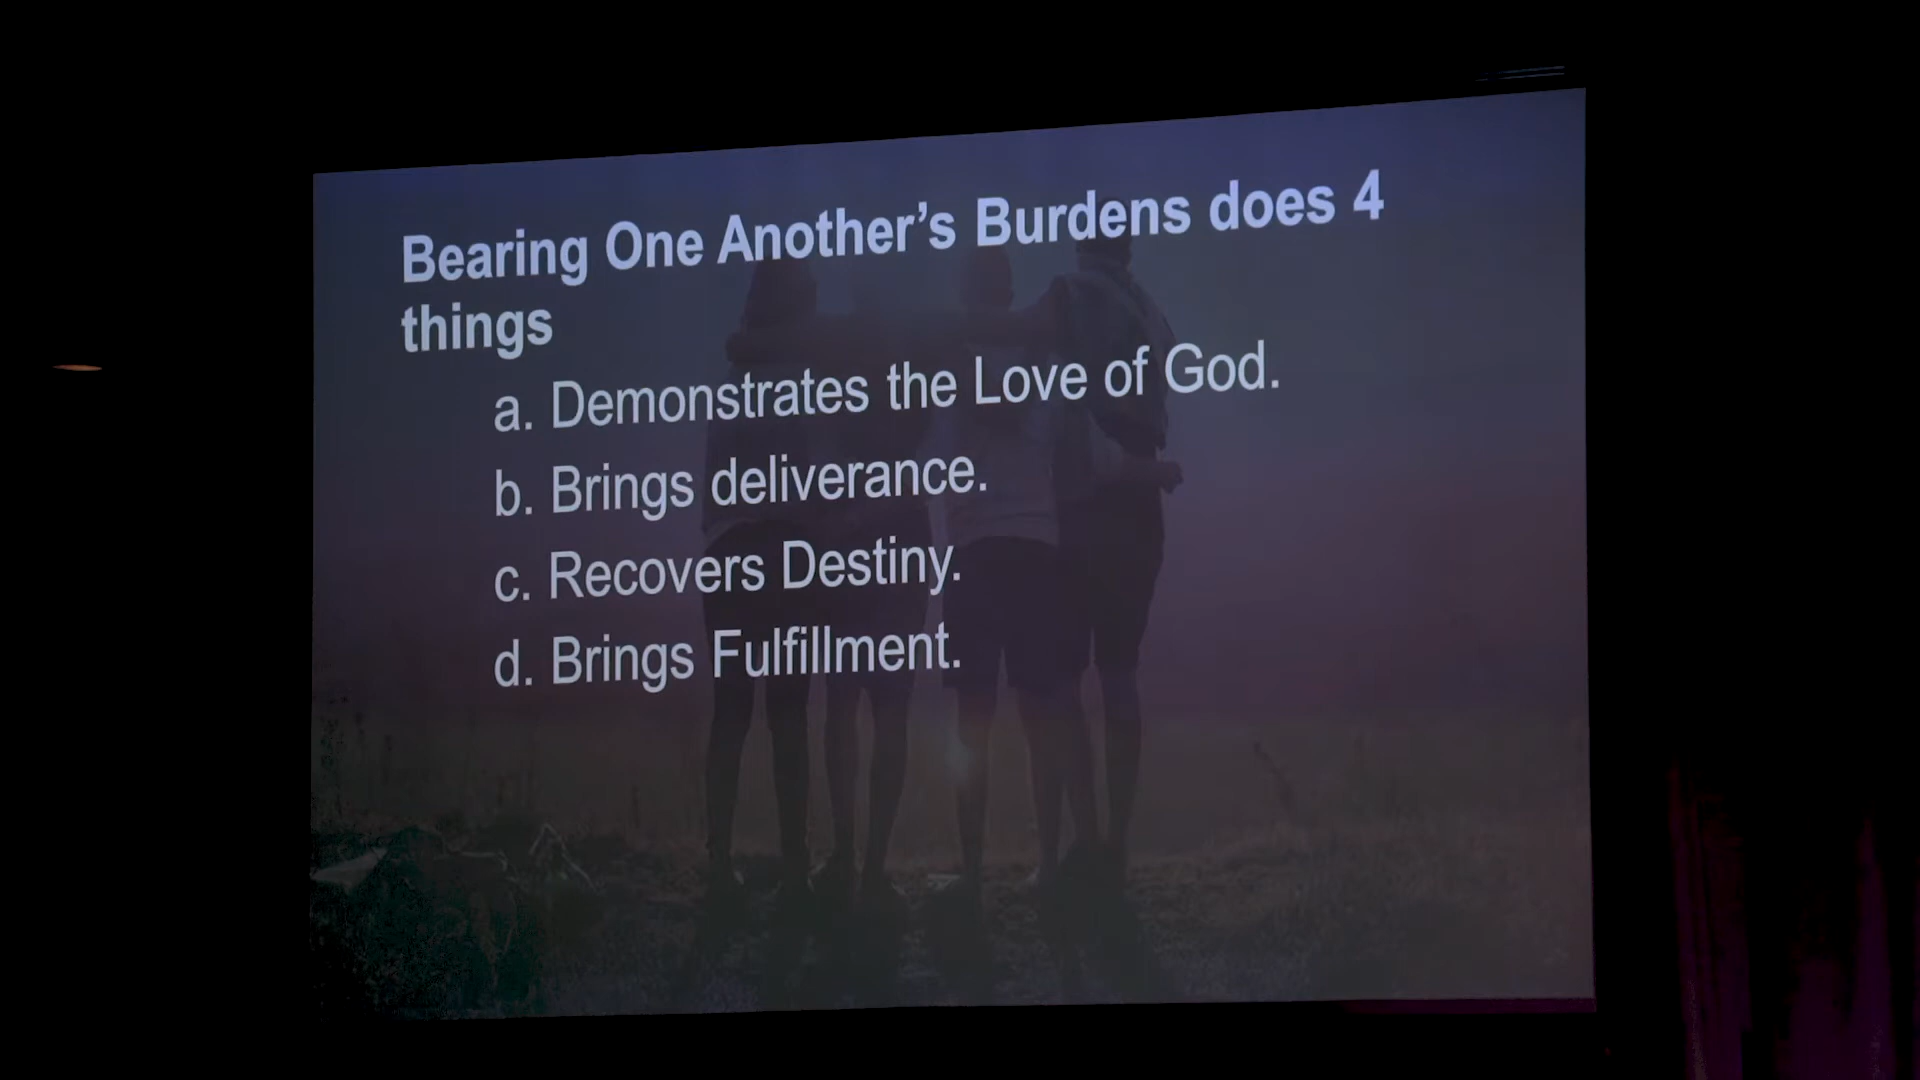 Bearing One Another’s Burdens does 4
things
a. Demonstrates the Love of God.
b. Brings deliverance.
c. Recovers Destiny.
d. Brings Fulfillment.